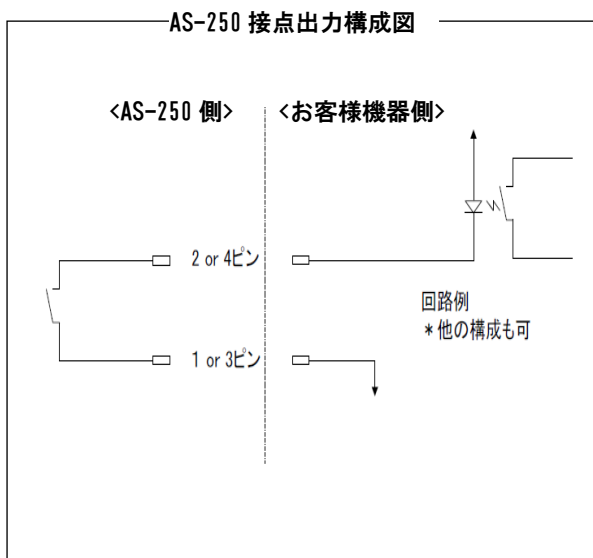 AS-250 接点出力構成図
<AS-250 側>
<お客様機器側>
2 or 4ピン
回路例
*他の構成も可
1 or 3ピン